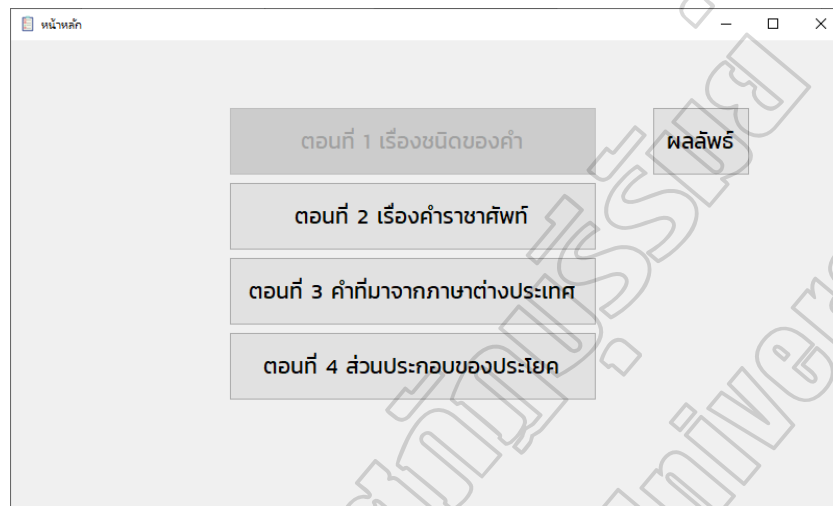 หน้าหลัก
ตอนที่ 1 เรื่องชนิดของคำ
ผลลัพธ์
ตอนที่ 2 เรื่องคำราชาศัพท์
ตอนที่ 3 คำที่มาจากภาษาต่างประเทศ
ตอนที่ 4 ส่วนประกอบของประโยค